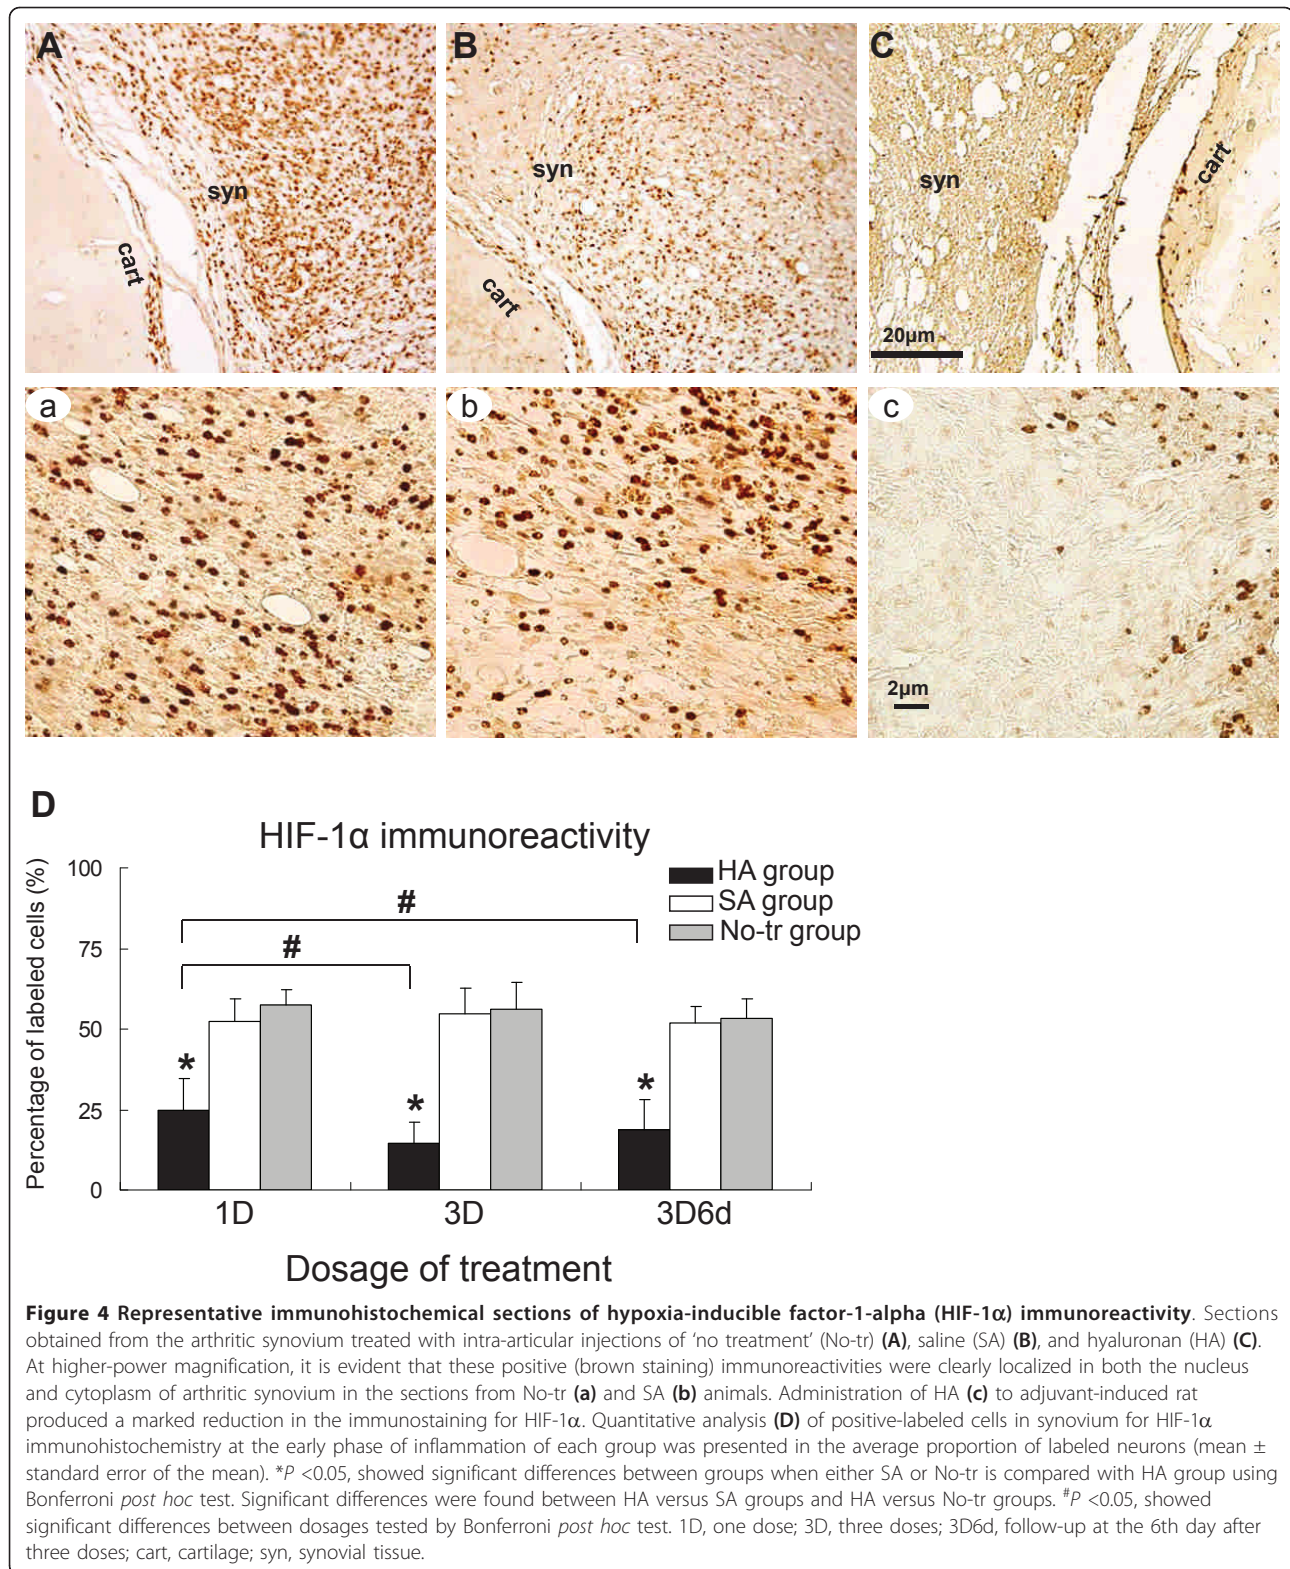 A
B
C
syn
syn
syn
cart
cart
cart
20µm
a
b
c
2µm
D
HIF-1α immunoreactivity
HA group
SA group
No-tr group
Percentage of labeled cells (%)
100
75
50
25
0
#
#
*
*
*
1D
3D
3D6d
Dosage of treatment
Figure 4 Representative immunohistochemical sections of hypoxia-inducible factor-1-alpha (HIF-1α) immunoreactivity. Sections
obtained from the arthritic synovium treated with intra-articular injections of ‘no treatment’ (No-tr) (A), saline (SA) (B), and hyaluronan (HA) (C).
At higher-power magnification, it is evident that these positive (brown staining) immunoreactivities were clearly localized in both the nucleus
and cytoplasm of arthritic synovium in the sections from No-tr (a) and SA (b) animals. Administration of HA (c) to adjuvant-induced rat
produced a marked reduction in the immunostaining for HIF-1α. Quantitative analysis (D) of positive-labeled cells in synovium for HIF-1α
immunohistochemistry at the early phase of inflammation of each group was presented in the average proportion of labeled neurons (mean ±
standard error of the mean). *P <0.05, showed significant differences between groups when either SA or No-tr is compared with HA group using
Bonferroni post hoc test. Significant differences were found between HA versus SA groups and HA versus No-tr groups. #P <0.05, showed
significant differences between dosages tested by Bonferroni post hoc test. 1D, one dose; 3D, three doses; 3D6d, follow-up at the 6th day after
three doses; cart, cartilage; syn, synovial tissue.